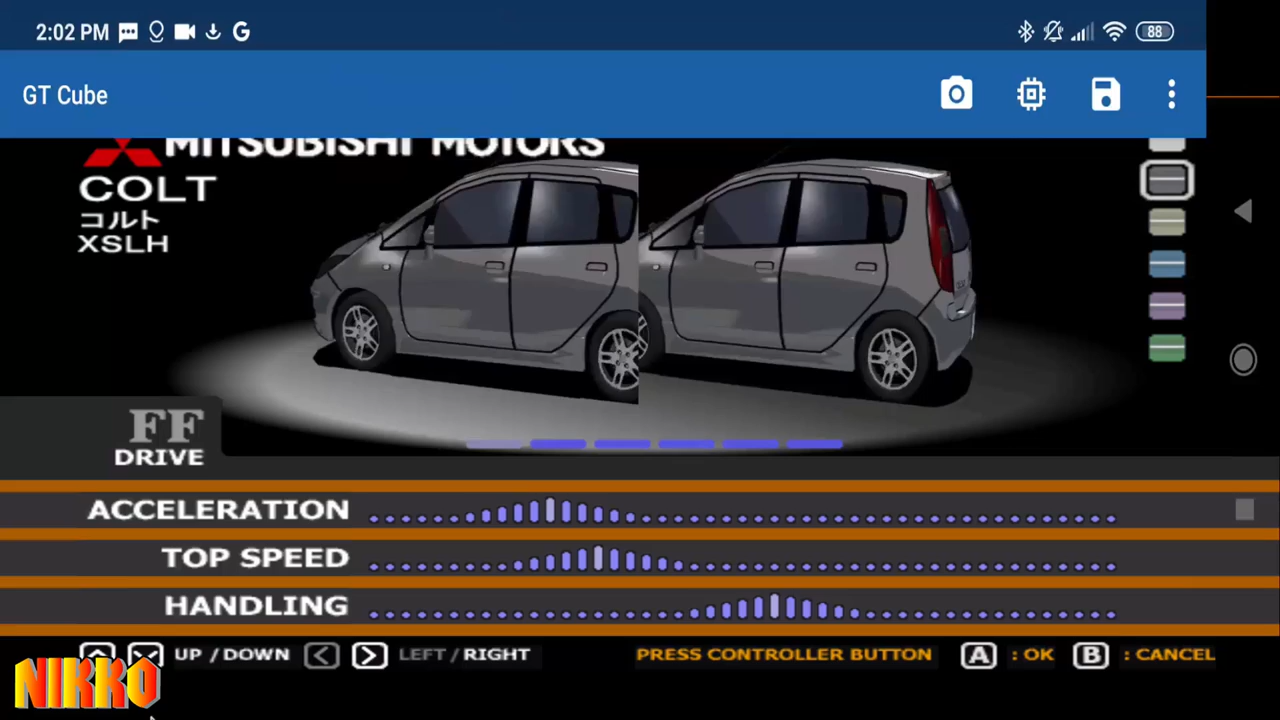 2:02 PM
88
GT Cube
MITSUBISHI MOTORS
COLT
コルト
XSLH
FF
DRIVE
ACCELERATION
TOP SPEED
HANDLING
UP / DOWN LEFT / RIGHT PRESS CONTROLLER BUTTON A : OK B : CANCEL
NIKKO